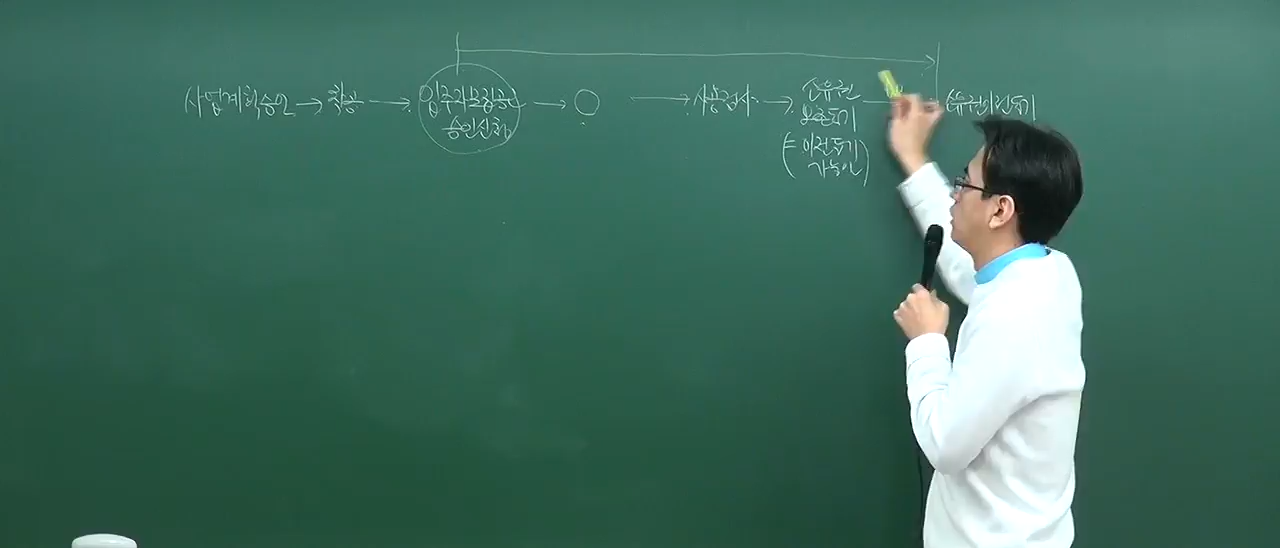 사업계획승인 → 착공 → 입주자모집공고 → ○ → 사용검사 → 소유권 → 소유권이전등기
승인신청
보존등기
(= 이전등기
가능일)